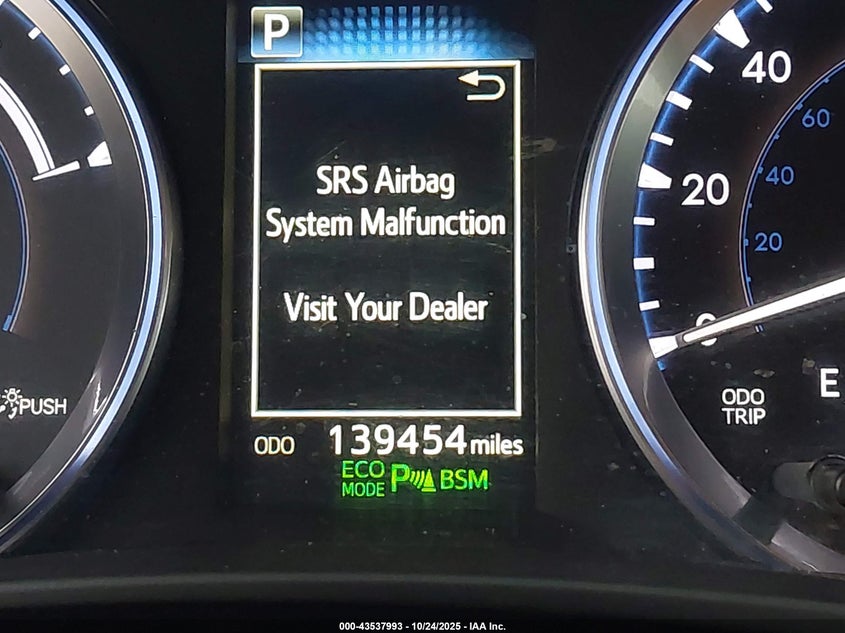 P
SRS Airbag
System Malfunction
Visit Your Dealer
ODO 139454 miles
ECO
MODE P BSM
PUSH
40
20
0
60
40
20
ODO
TRIP
E
000-43537993 - 10/24/2025 - IAA Inc.